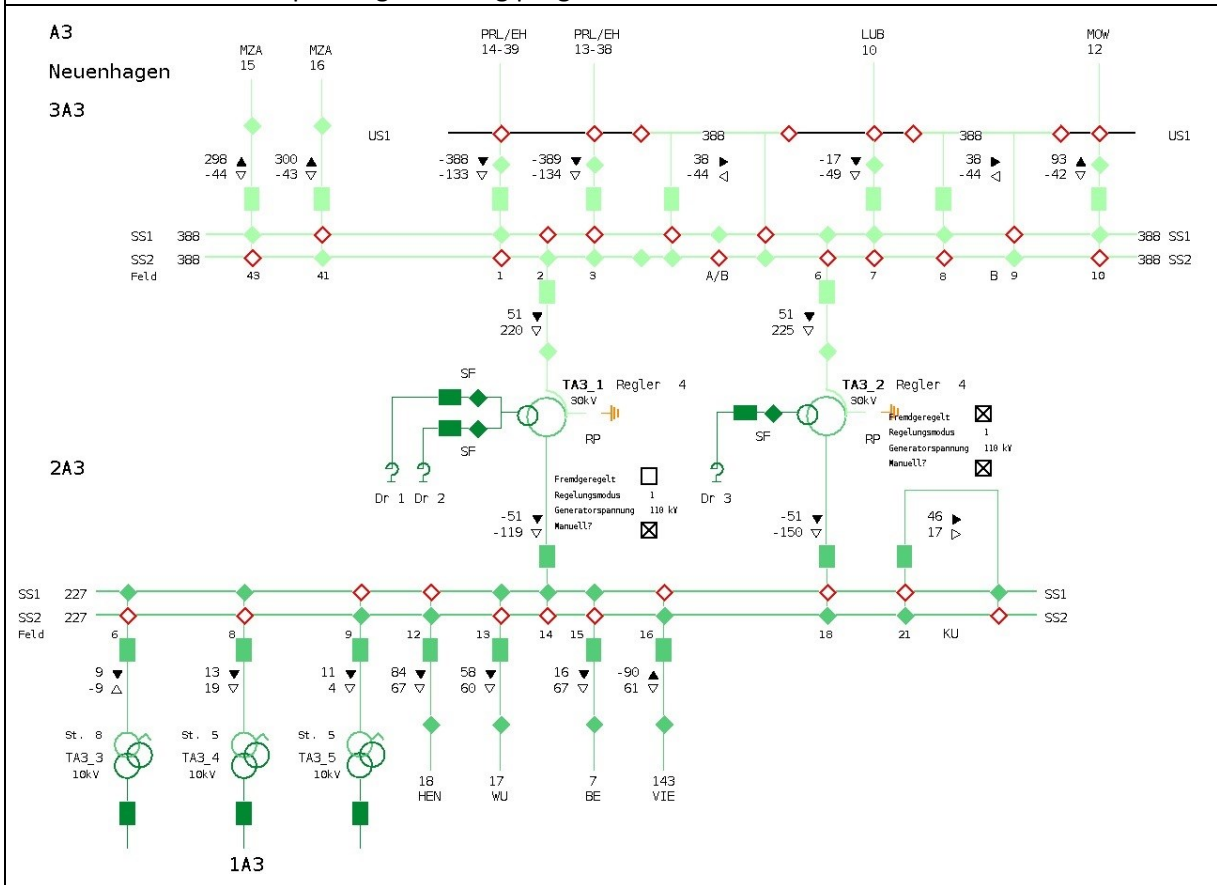 A3
Neuenhagen
3A3
MZA
15
MZA
16
PRL/EH
14-39
PRL/EH
13-38
LUB
10
MOW
12
US1 388 388 US1
298
-44
300
-43
-388
-133
-389
-134
38
-44
-17
-49
38
-44
93
-42
SS1 388 388 SS1
SS2 388 388 SS2
Feld 43 41 1 2 3 A/B 6 7 8 B 9 10
51
220
51
225
SF
TA3_1 Regler 4
30kV
RP
SF
Dr 1 Dr 2
Fremdgeregelt
Regelungsmodus 1
Generatorspannung 110 kV
Manuell?
TA3_2 Regler 4
30kV
RP
SF
Dr 3
Fremdgeregelt
Regelungsmodus 1
Generatorspannung 110 kV
Manuell?
2A3
-51
-119
-51
-150
46
17
SS1 227 SS1
SS2 227 SS2
Feld 6 8 9 12 13 14 15 16 18 21 KU
9
-9
13
19
11
4
84
67
58
60
16
67
-90
61
St. 8
TA3_3
10kV
St. 5
TA3_4
10kV
St. 5
TA3_5
10kV
18
HEN
17
WU
7
BE
143
VIE
1A3